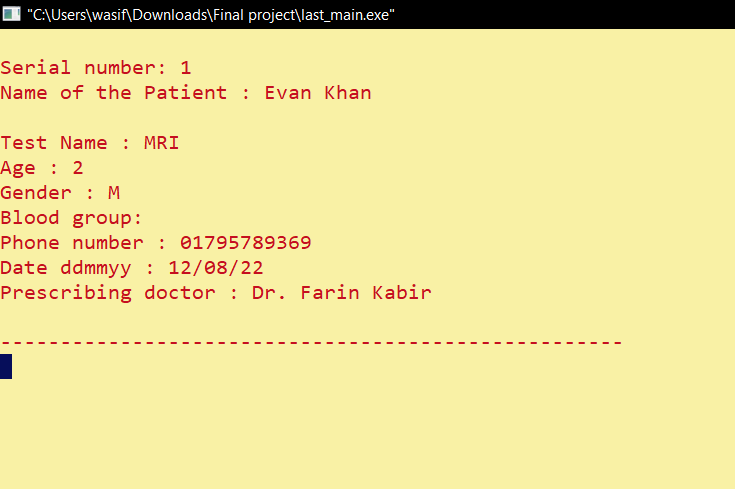 "C:\Users\wasif\Downloads\Final project\last_main.exe"
Serial number: 1
Name of the Patient : Evan Khan
Test Name : MRI
Age : 2
Gender : M
Blood group:
Phone number : 01795789369
Date ddmmyy : 12/08/22
Prescribing doctor : Dr. Farin Kabir
----------------------------------------------------